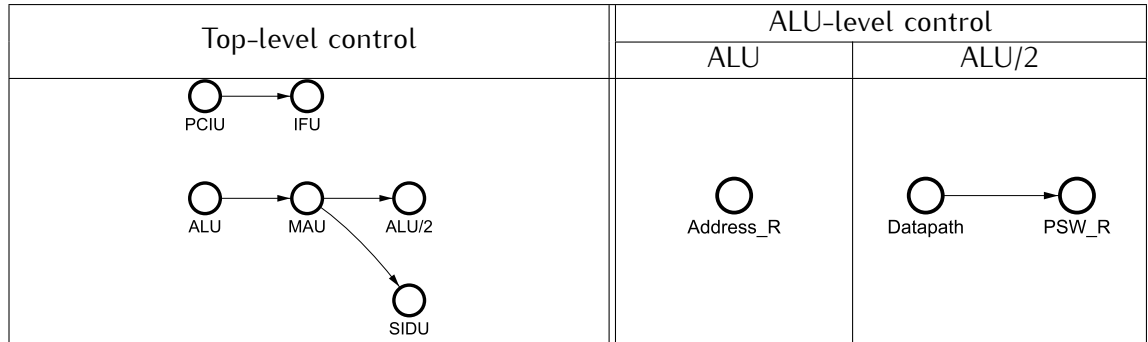 Top-level control
ALU-level control
ALU
ALU/2
PCIU
IFU
ALU
MAU
ALU/2
SIDU
Address_R
Datapath
PSW_R